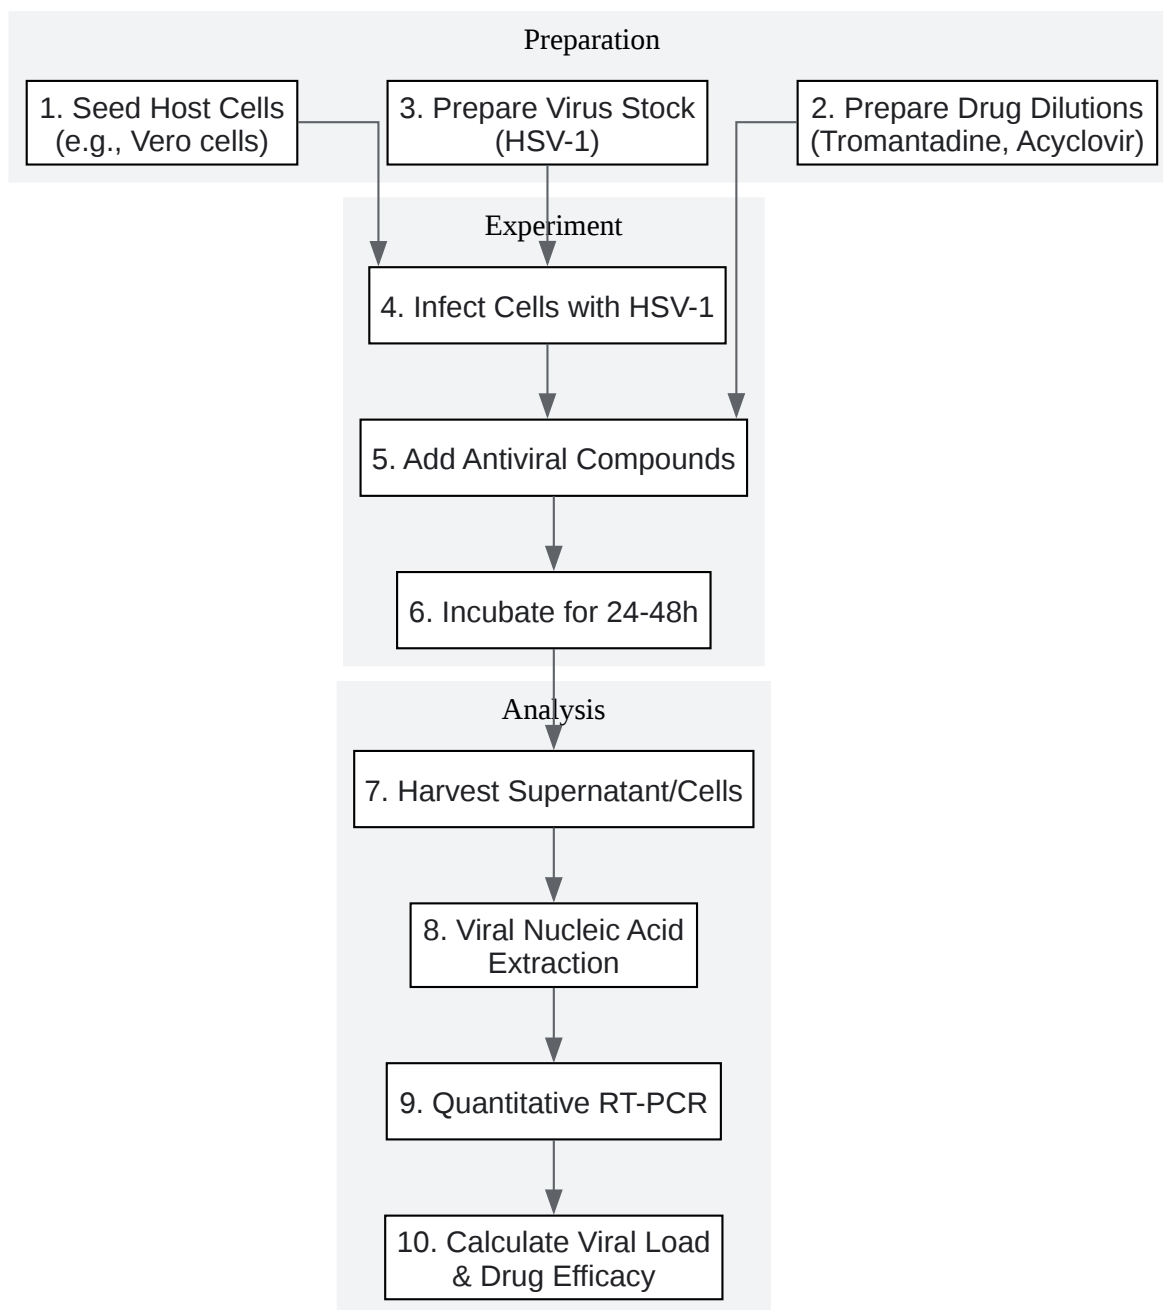 Preparation
1. Seed Host Cells
(e.g., Vero cells)
3. Prepare Virus Stock
(HSV-1)
2. Prepare Drug Dilutions
(Tromantadine, Acyclovir)
Experiment
4. Infect Cells with HSV-1
5. Add Antiviral Compounds
6. Incubate for 24-48h
Analysis
7. Harvest Supernatant/Cells
8. Viral Nucleic Acid
Extraction
9. Quantitative RT-PCR
10. Calculate Viral Load
& Drug Efficacy